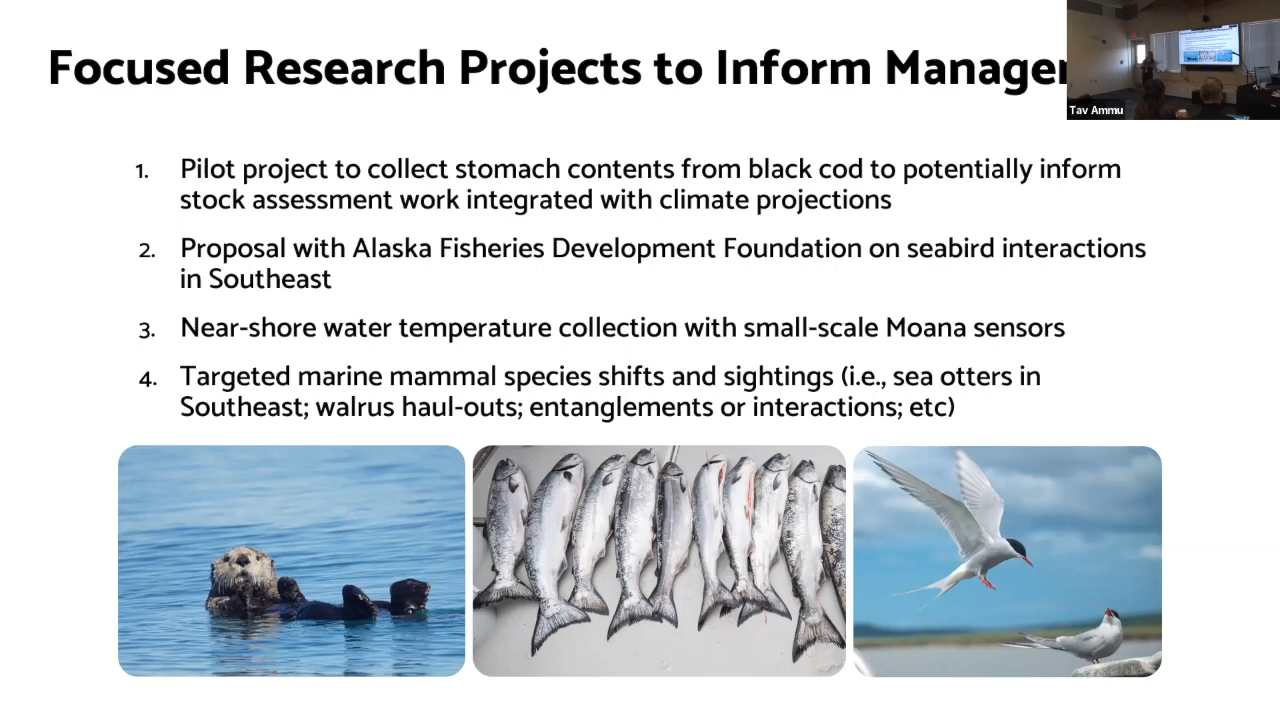 Focused Research Projects to Inform Manage
Tav Ammu
1. Pilot project to collect stomach contents from black cod to potentially inform
stock assessment work integrated with climate projections
2. Proposal with Alaska Fisheries Development Foundation on seabird interactions
in Southeast
3. Near-shore water temperature collection with small-scale Moana sensors
4. Targeted marine mammal species shifts and sightings (i.e., sea otters in
Southeast; walrus haul-outs; entanglements or interactions; etc)